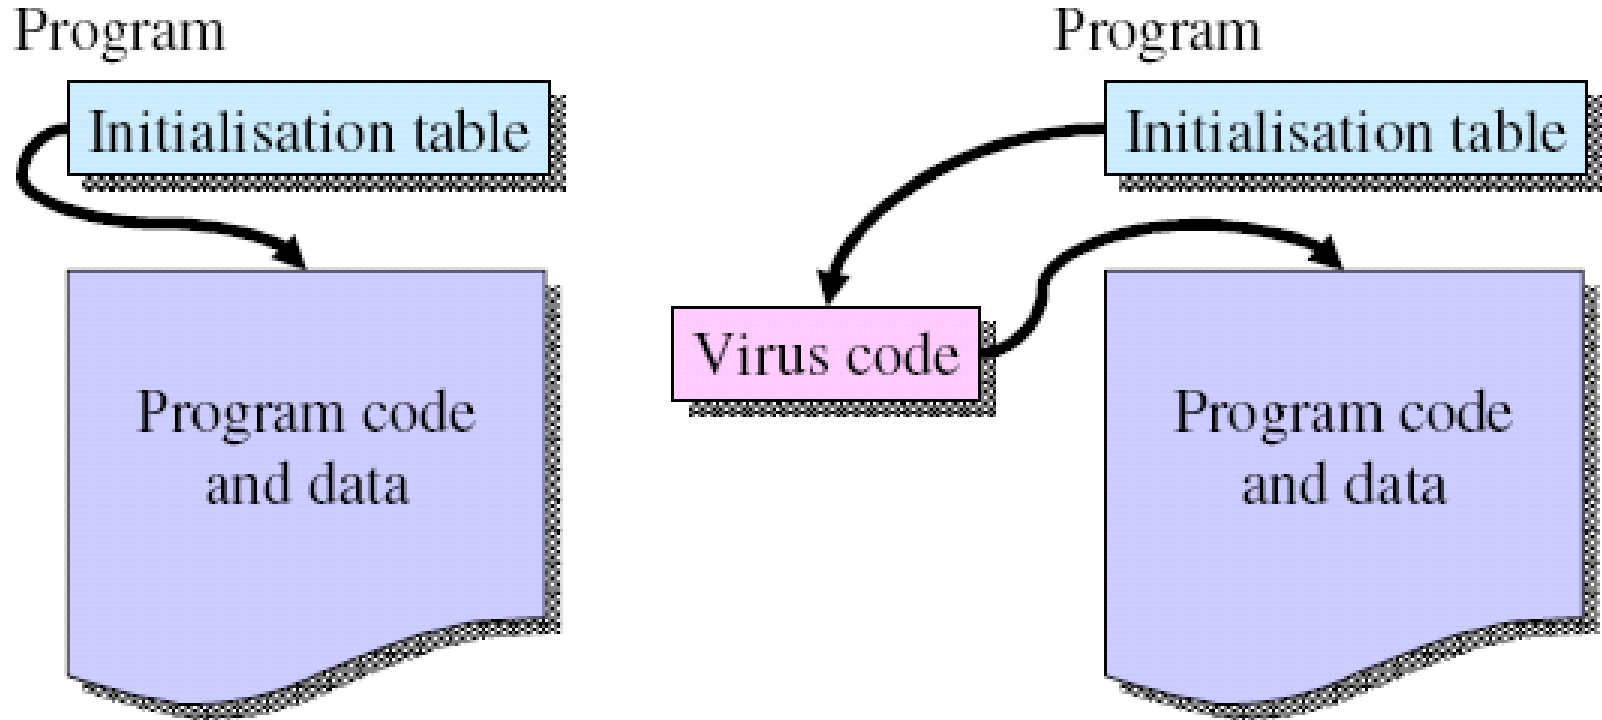 Program
Initialisation table
Program code
and data
Program
Initialisation table
Virus code
Program code
and data